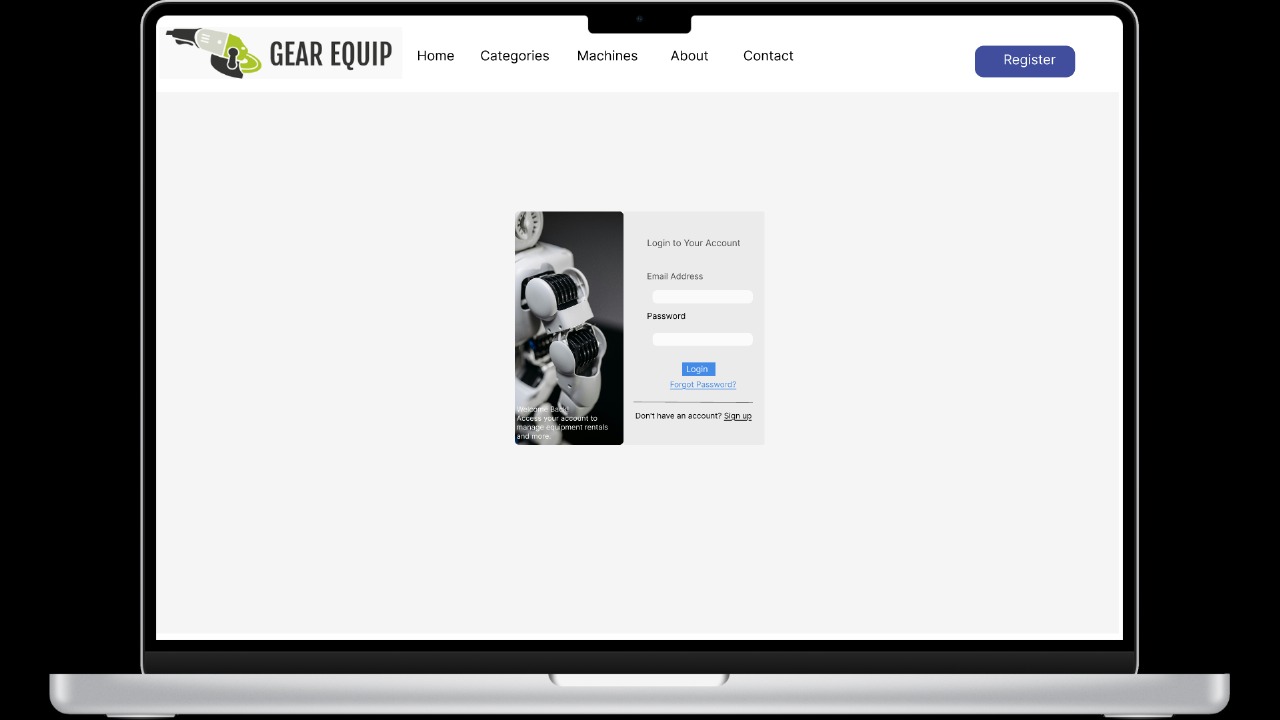 GEAR EQUIP
Home Categories Machines About Contact
Register
Login to Your Account
Email Address
Password
Login
Forgot Password?
Don't have an account? Sign up
Welcome Back!
Access your account to
manage equipment rentals
and more.